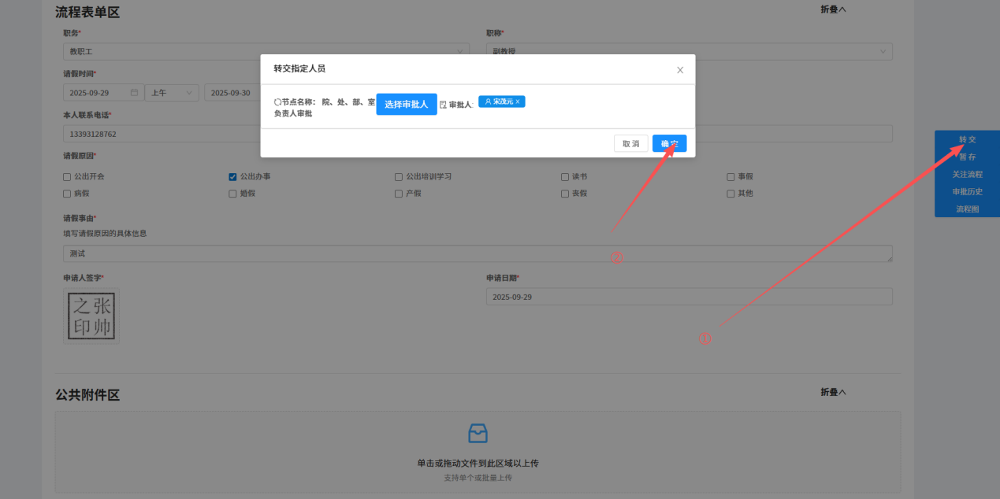 流程表单区
折叠
职务*
职称*
教职工
副教授
请假时间*
2025-09-29
上午
2025-09-30
本人联系电话*
13393128762
请假原因*
公出开会
公出办事
公出培训学习
读书
事假
病假
婚假
产假
丧假
其他
请假事由*
填写请假原因的具体信息
测试
申请人签字*
张帅
之印
申请日期*
2025-09-29
转交指定人员
节点名称: 院、处、部、室
负责人审批
选择审批人
审批人:
宋茂元 ×
取 消
确 定
转 交
暂 存
关注流程
审批历史
流程图
②
①
公共附件区
折叠
单击或拖动文件到此区域以上传
支持单个或批量上传